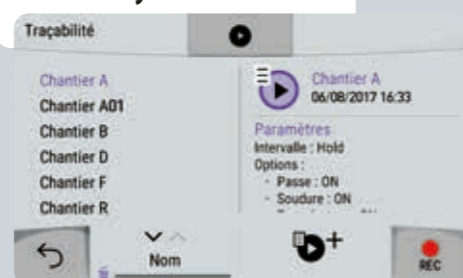 Traçabilité
Chantier A
Chantier A01
Chantier B
Chantier D
Chantier F
Chantier R
Chantier A
06/08/2017 16:33
Paramètres
Intervalle : Hold
Options :
- Passe : ON
- Soudure : ON
Nom
REC